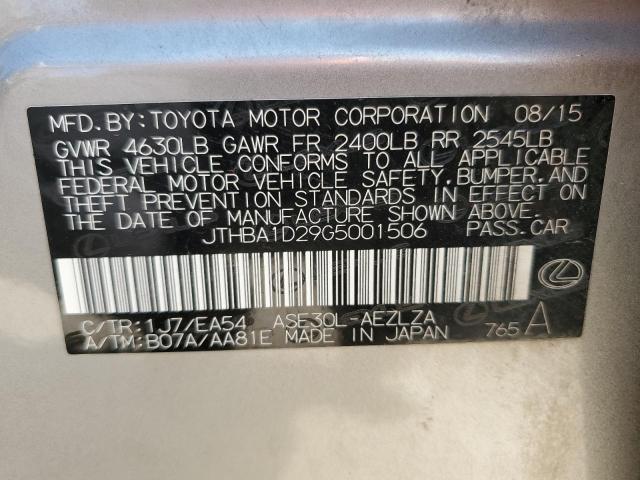 MFD.BY:TOYOTA MOTOR CORPORATION 08/15
GVWR 4630LB GAWR FR 2400LB RR 2545LB
THIS VEHICLE CONFORMS TO ALL APPLICABLE
FEDERAL MOTOR VEHICLE SAFETY, BUMPER, AND
THEFT PREVENTION STANDARDS IN EFFECT ON
THE DATE OF MANUFACTURE SHOWN ABOVE.
JTHBA1D29G5001506 PASS.CAR
C/TR:1J7/EA54 ASE30L-AEZLZA
A/TM:B07A/AA81E MADE IN JAPAN 765A